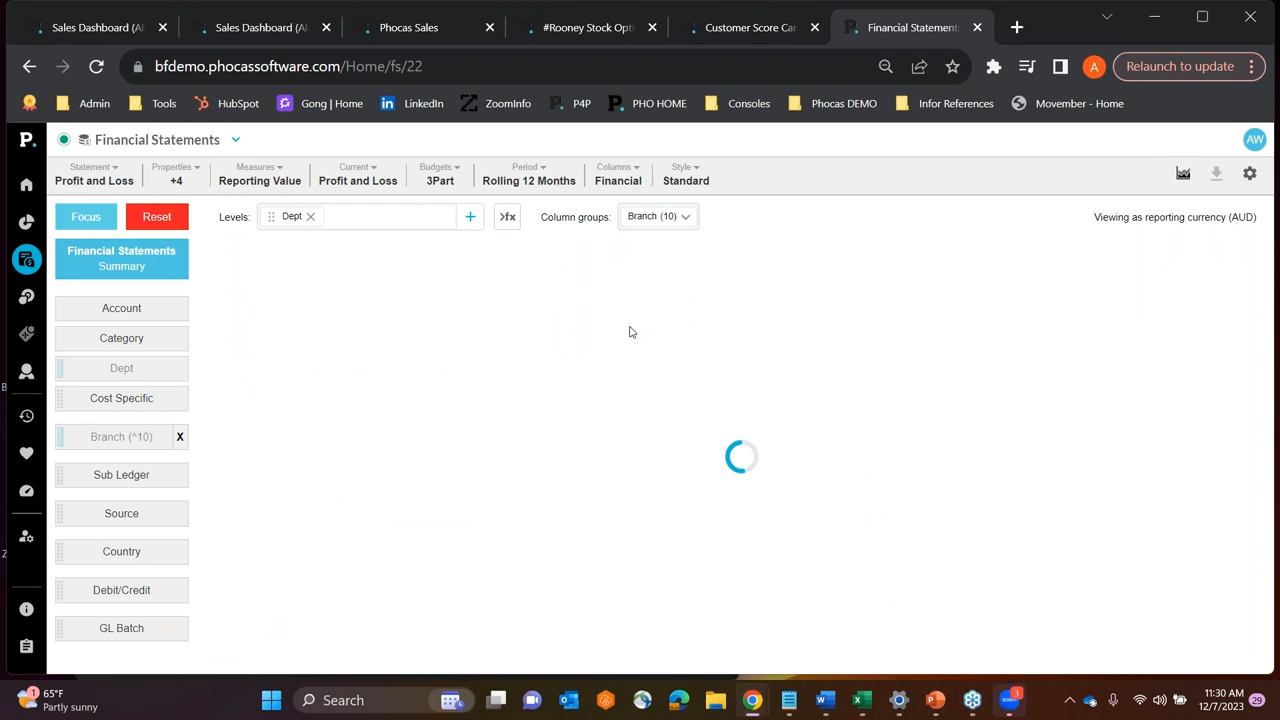 Sales Dashboard (Al
Sales Dashboard (Al
Phocas Sales
#Rooney Stock Opti
Customer Score Car
Financial Statements
bfdemo.phocassoftware.com/Home/fs/22
A
Relaunch to update
Admin
Tools
HubSpot
Gong | Home
LinkedIn
ZoomInfo
P4P
PHO HOME
Consoles
Phocas DEMO
Infor References
Movember - Home
P.
Financial Statements
AW
Statement
Properties
Measures
Current
Budgets
Period
Columns
Style
Profit and Loss
+4
Reporting Value
Profit and Loss
3Part
Rolling 12 Months
Financial
Standard
Focus
Reset
Levels:
Dept
>fx
Column groups:
Branch (10)
Viewing as reporting currency (AUD)
Financial Statements
Summary
Account
Category
Dept
Cost Specific
Branch (^10)
X
Sub Ledger
Source
Country
Debit/Credit
GL Batch
1
65°F
Partly sunny
Search
3
11:30 AM
12/7/2023
29